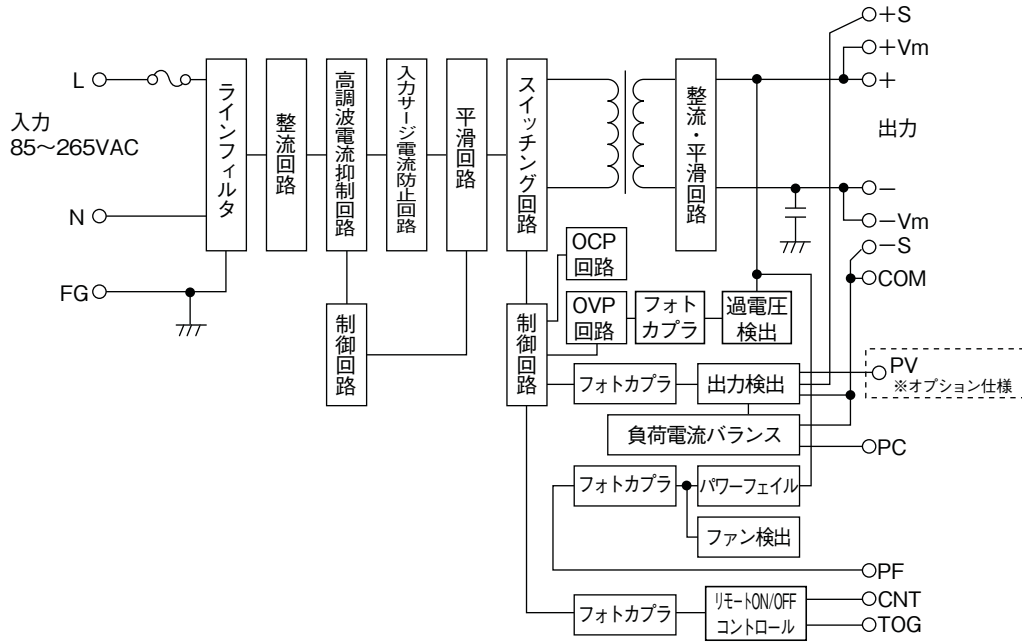 +S
+Vm
+
出力
−
−Vm
−S
COM
L
入力
85～265VAC
N
FG
ラインフィルタ
整流回路
高調波電流抑制回路
入力サージ電流防止回路
平滑回路
スイッチング回路
整流・平滑回路
OCP
回路
OVP
回路
フォト
カプラ
過電圧
検出
制御回路
制御回路
フォトカプラ
出力検出
PV
※オプション仕様
負荷電流バランス
PC
フォトカプラ
パワーフェイル
ファン検出
PF
フォトカプラ
リモートON/OFF
コントロール
CNT
TOG